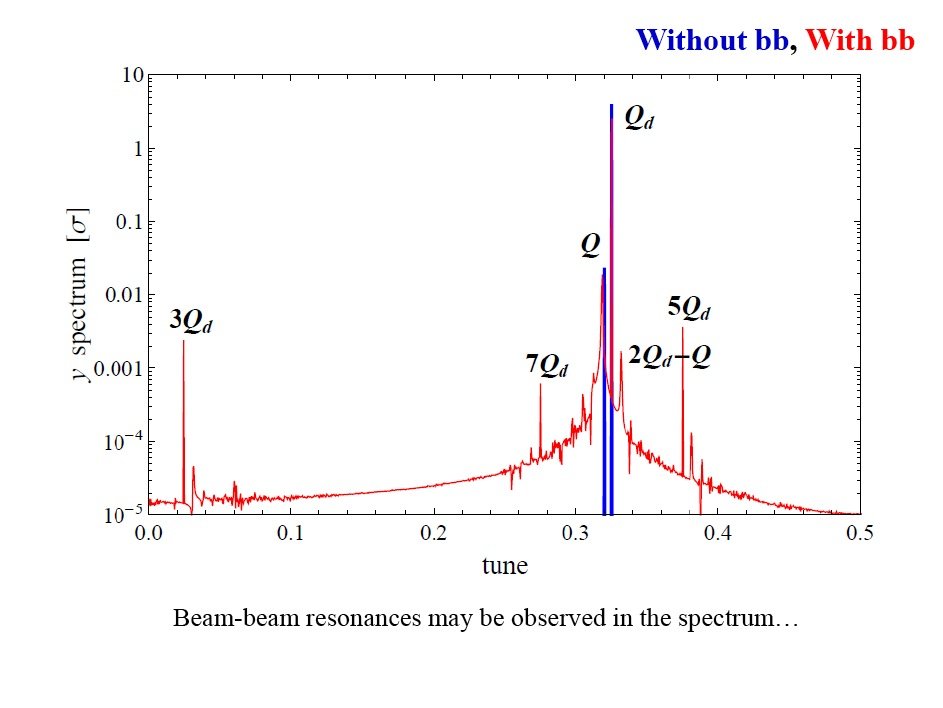 Without bb, With bb
10
1
0.1
0.01
0.001
10⁻⁴
10⁻⁵
y spectrum [σ]
3Q_d
7Q_d
Q
Q_d
2Q_d−Q
5Q_d
0.0 0.1 0.2 0.3 0.4 0.5
tune
Beam-beam resonances may be observed in the spectrum…